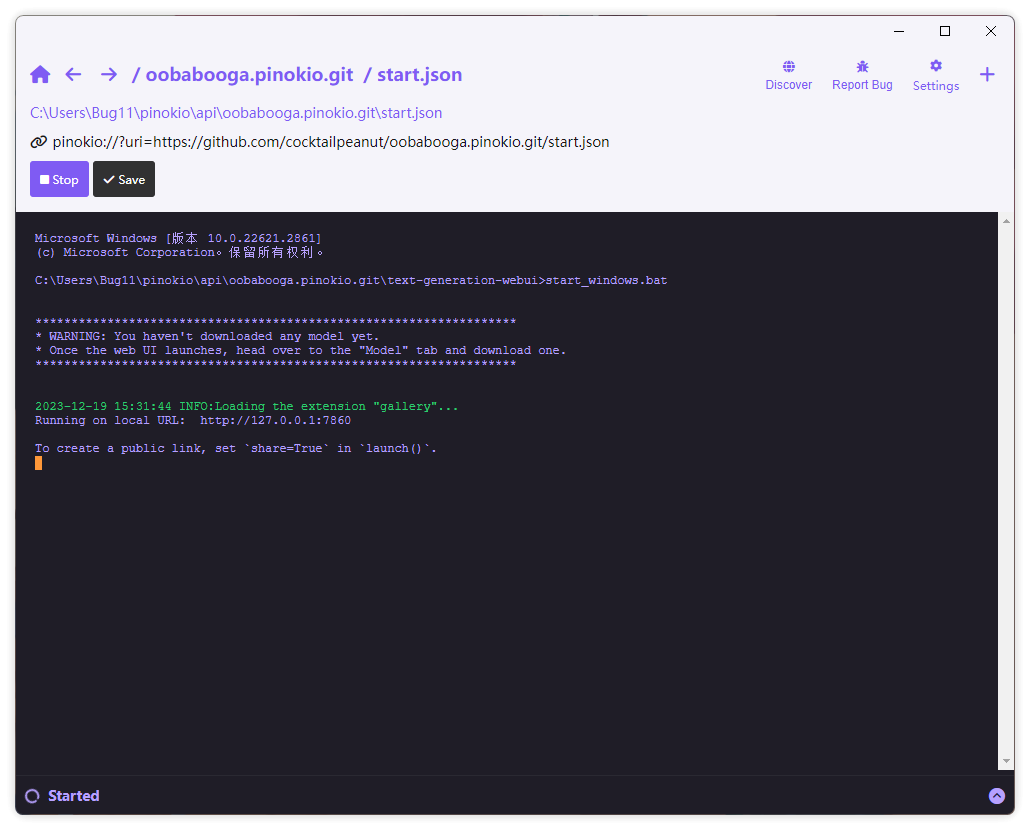 / oobabooga.pinokio.git / start.json
Discover
Report Bug
Settings
C:\Users\Bug11\pinokio\api\oobabooga.pinokio.git\start.json
pinokio://?uri=https://github.com/cocktailpeanut/oobabooga.pinokio.git/start.json
Stop
Save
Microsoft Windows [版本 10.0.22621.2861]
(c) Microsoft Corporation。保留所有权利。
C:\Users\Bug11\pinokio\api\oobabooga.pinokio.git\text-generation-webui>start_windows.bat
*******************************************************************
* WARNING: You haven't downloaded any model yet.
* Once the web UI launches, head over to the "Model" tab and download one.
*******************************************************************
2023-12-19 15:31:44 INFO:Loading the extension "gallery"...
Running on local URL:  http://127.0.0.1:7860
To create a public link, set `share=True` in `launch()`.
Started